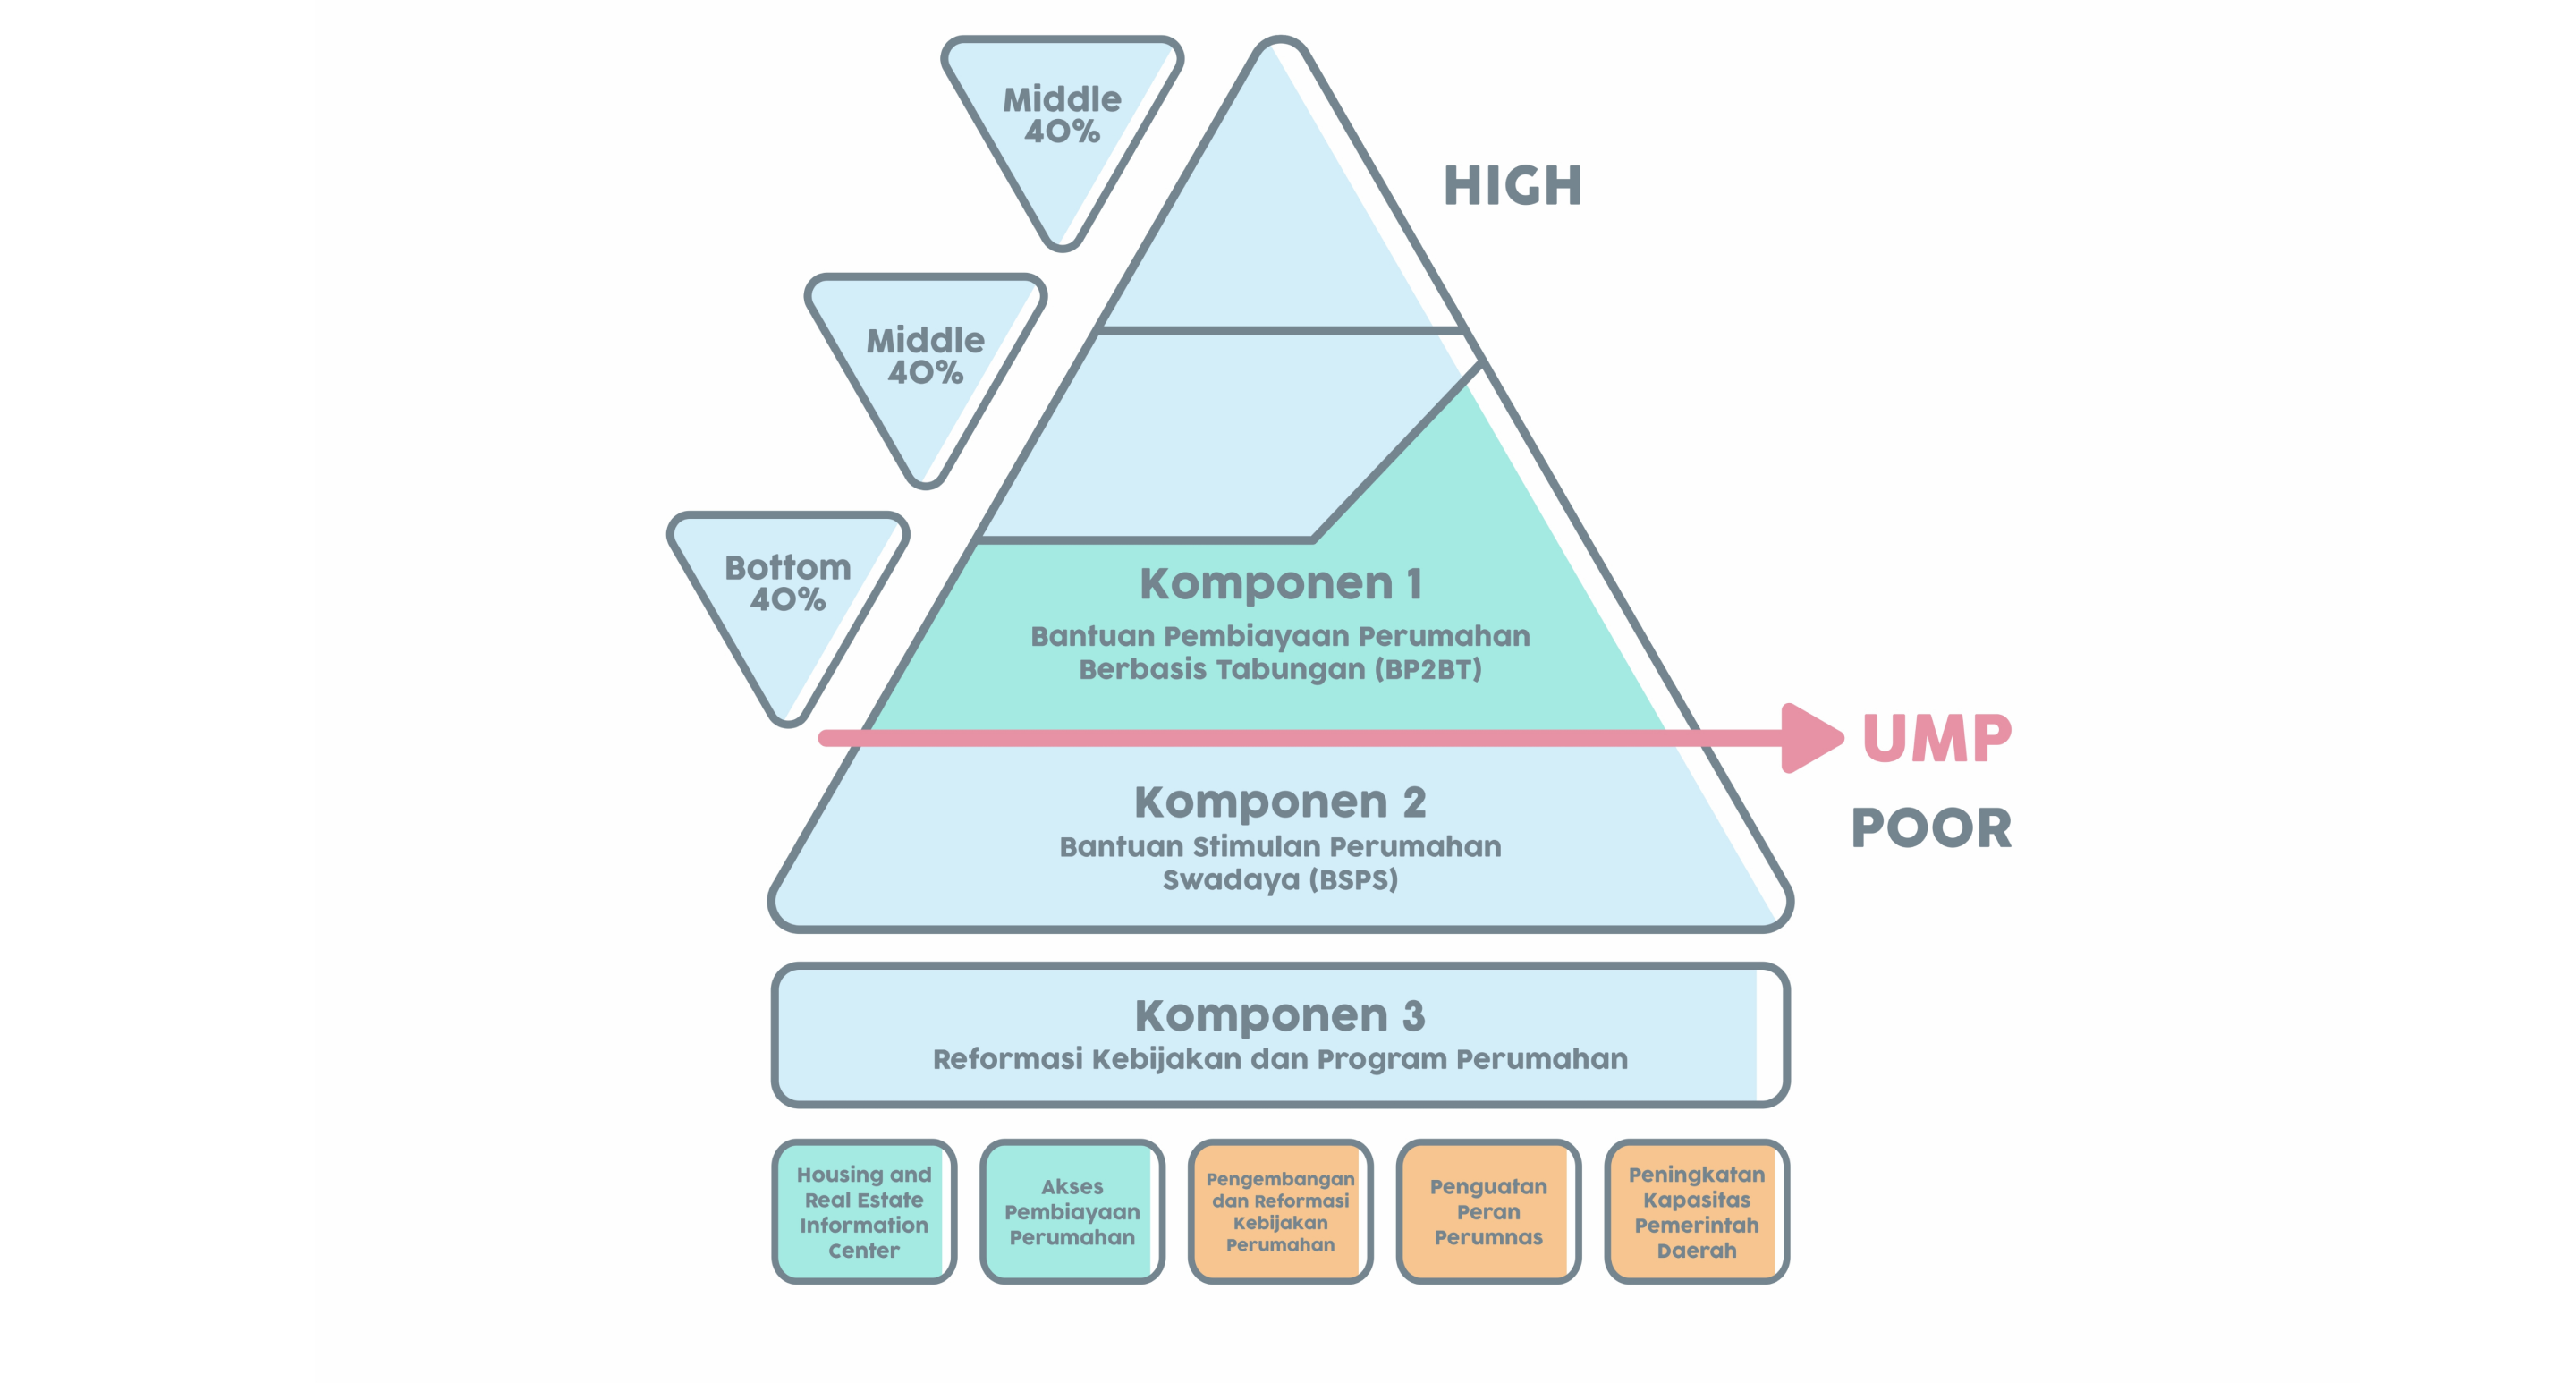 Middle
40%
HIGH
Middle
40%
Bottom
40%
Komponen 1
Bantuan Pembiayaan Perumahan
Berbasis Tabungan (BP2BT)
UMP
POOR
Komponen 2
Bantuan Stimulan Perumahan
Swadaya (BSPS)
Komponen 3
Reformasi Kebijakan dan Program Perumahan
Housing and
Real Estate
Information
Center
Akses
Pembiayaan
Perumahan
Pengembangan
dan Reformasi
Kebijakan
Perumahan
Penguatan
Peran
Perumnas
Peningkatan
Kapasitas
Pemerintah
Daerah